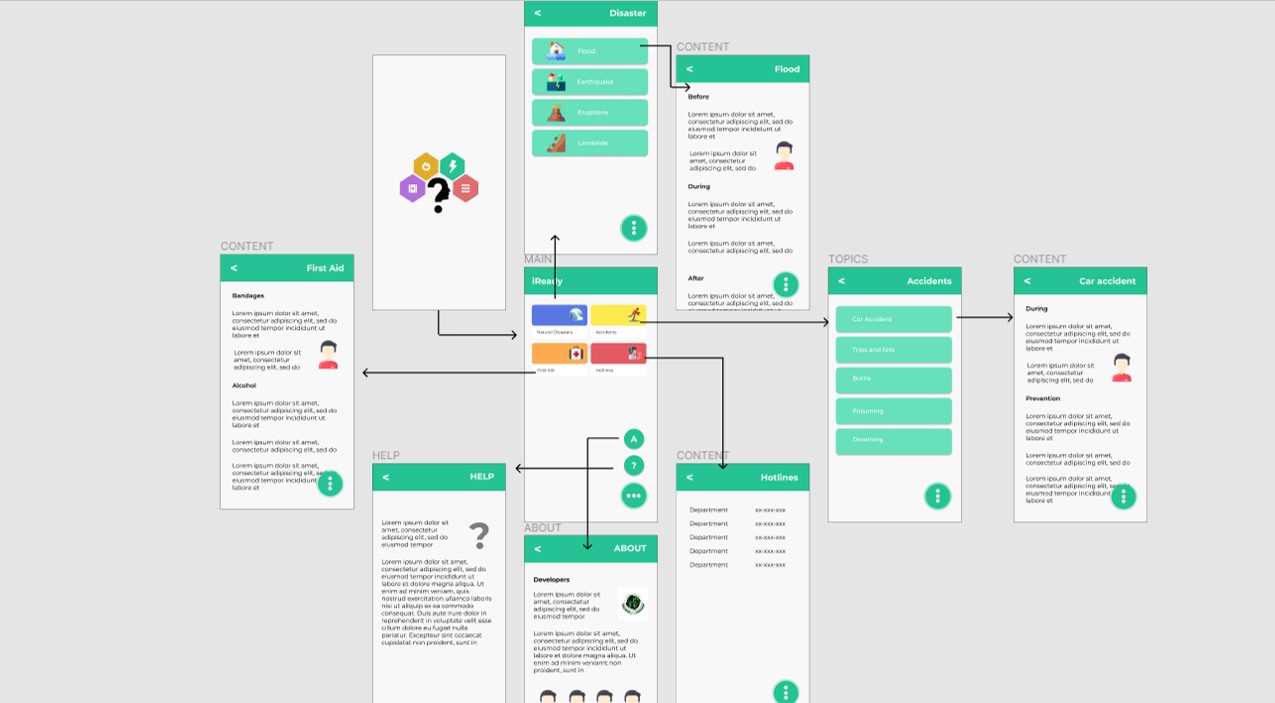 Disaster
<
Flood
Earthquake
Eruptions
Landslide
CONTENT
<
Flood
Before
Lorem ipsum dolor sit amet,
consectetur adipiscing elit, sed do
eiusmod tempor incididunt ut
labore et
Lorem ipsum dolor sit
amet, consectetur
adipiscing elit, sed do
During
Lorem ipsum dolor sit amet,
consectetur adipiscing elit, sed do
eiusmod tempor incididunt ut
labore et
Lorem ipsum dolor sit amet,
consectetur adipiscing elit, sed do
After
Lorem ipsum dolor sit amet,
?
CONTENT
<
First Aid
Bandages
Lorem ipsum dolor sit amet,
consectetur adipiscing elit, sed do
eiusmod tempor incididunt ut
labore et
Lorem ipsum dolor sit
amet, consectetur
adipiscing elit, sed do
Alcohol
Lorem ipsum dolor sit amet,
consectetur adipiscing elit, sed do
eiusmod tempor incididunt ut
labore et
Lorem ipsum dolor sit amet,
consectetur adipiscing elit, sed do
Lorem ipsum dolor sit amet,
consectetur adipiscing elit, sed do
eiusmod tempor incididunt ut
labore et
MAIN
iReady
Natural Disasters
Accidents
First Aid
Hotlines
A
?
TOPICS
<
Accidents
Car Accident
Trips and falls
Burns
Poisoning
Drowning
CONTENT
<
Car accident
During
Lorem ipsum dolor sit amet,
consectetur adipiscing elit, sed do
eiusmod tempor incididunt ut
labore et
Lorem ipsum dolor sit
amet, consectetur
adipiscing elit, sed do
Prevention
Lorem ipsum dolor sit amet,
consectetur adipiscing elit, sed do
eiusmod tempor incididunt ut
labore et
Lorem ipsum dolor sit amet,
consectetur adipiscing elit, sed do
Lorem ipsum dolor sit amet,
consectetur adipiscing elit, sed do
eiusmod tempor incididunt ut
labore et
HELP
<
HELP
Lorem ipsum dolor sit
amet, consectetur
adipiscing elit, sed do
eiusmod tempor
?
Lorem ipsum dolor sit amet,
consectetur adipiscing elit, sed do
eiusmod tempor incididunt ut
labore et dolore magna aliqua. Ut
enim ad minim veniam, quis
nostrud exercitation ullamco laboris
nisi ut aliquip ex ea commodo
consequat. Duis aute irure dolor in
reprehenderit in voluptate velit esse
cillum dolore eu fugiat nulla
pariatur. Excepteur sint occaecat
cupidatat non proident, sunt in
ABOUT
<
ABOUT
Developers
Lorem ipsum dolor sit
amet, consectetur
adipiscing elit, sed do
eiusmod tempor
Lorem ipsum dolor sit amet,
consectetur adipiscing elit, sed do
eiusmod tempor incididunt ut
labore et dolore magna aliqua. Ut
enim ad minim veniamt non
proident, sunt in
CONTENT
<
Hotlines
Department xx-xxx-xxx
Department xx-xxx-xxx
Department xx-xxx-xxx
Department xx-xxx-xxx
Department xx-xxx-xxx